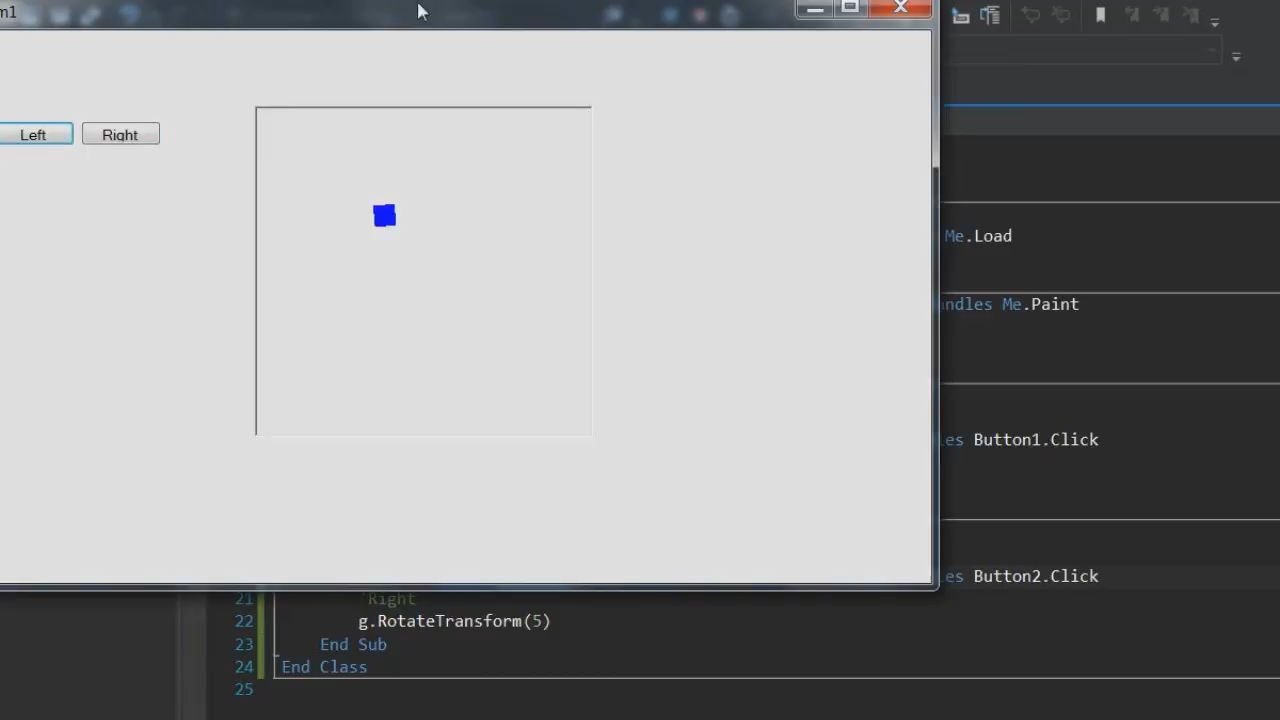 m1
Left Right
Me.Load
Handles Me.Paint
es Button1.Click
es Button2.Click
21 'Right
22 g.RotateTransform(5)
23 End Sub
24 End Class
25